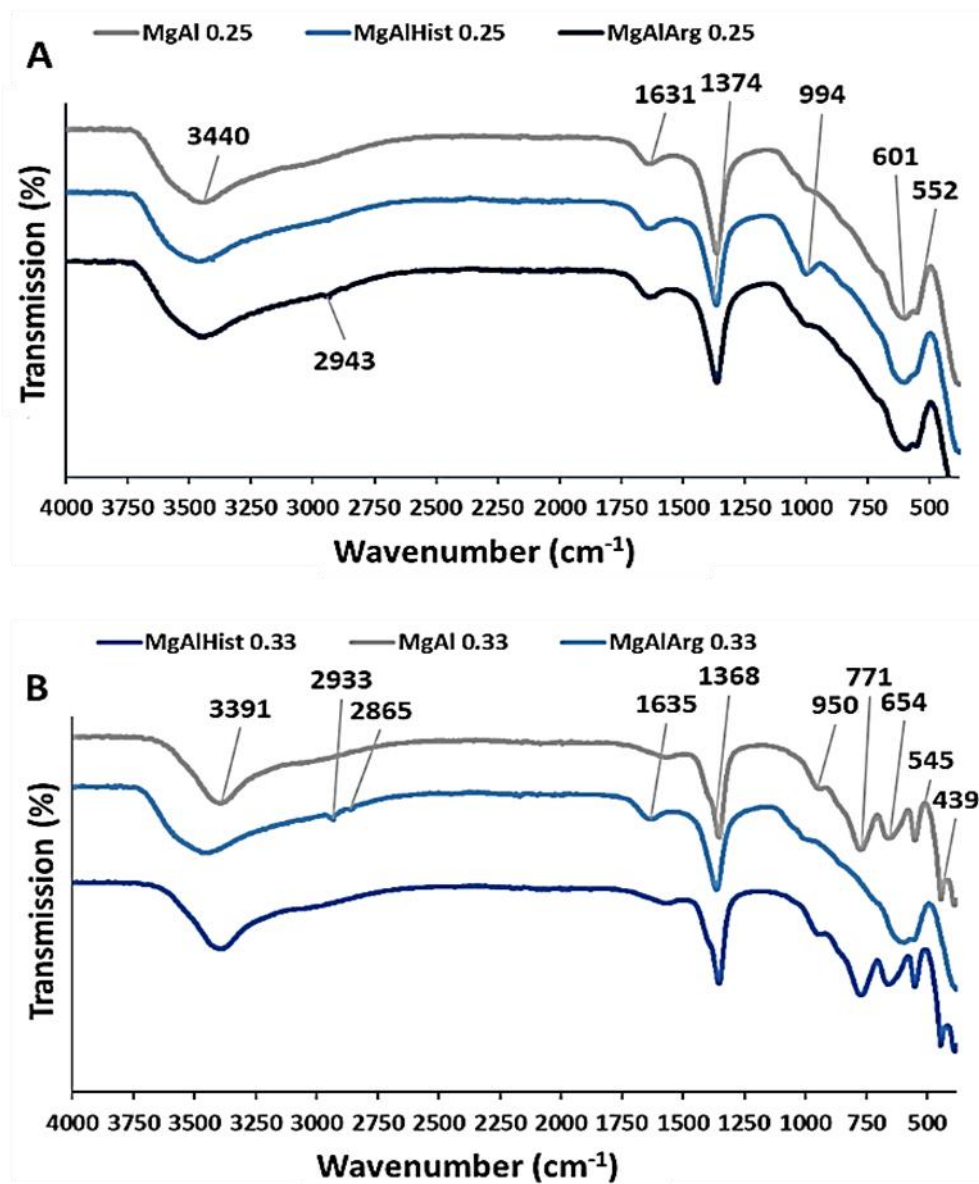 MgAl 0.25 MgAlHist 0.25 MgAlArg 0.25
A
1631 1374 994
3440
601
552
2943
Transmission (%)
4000 3750 3500 3250 3000 2750 2500 2250 2000 1750 1500 1250 1000 750 500
Wavenumber (cm⁻¹)
MgAlHist 0.33 MgAl 0.33 MgAlArg 0.33
B
2933 1368 771
3391 2865 1635 950 654
545
439
Transmission (%)
4000 3750 3500 3250 3000 2750 2500 2250 2000 1750 1500 1250 1000 750 500
Wavenumber (cm⁻¹)